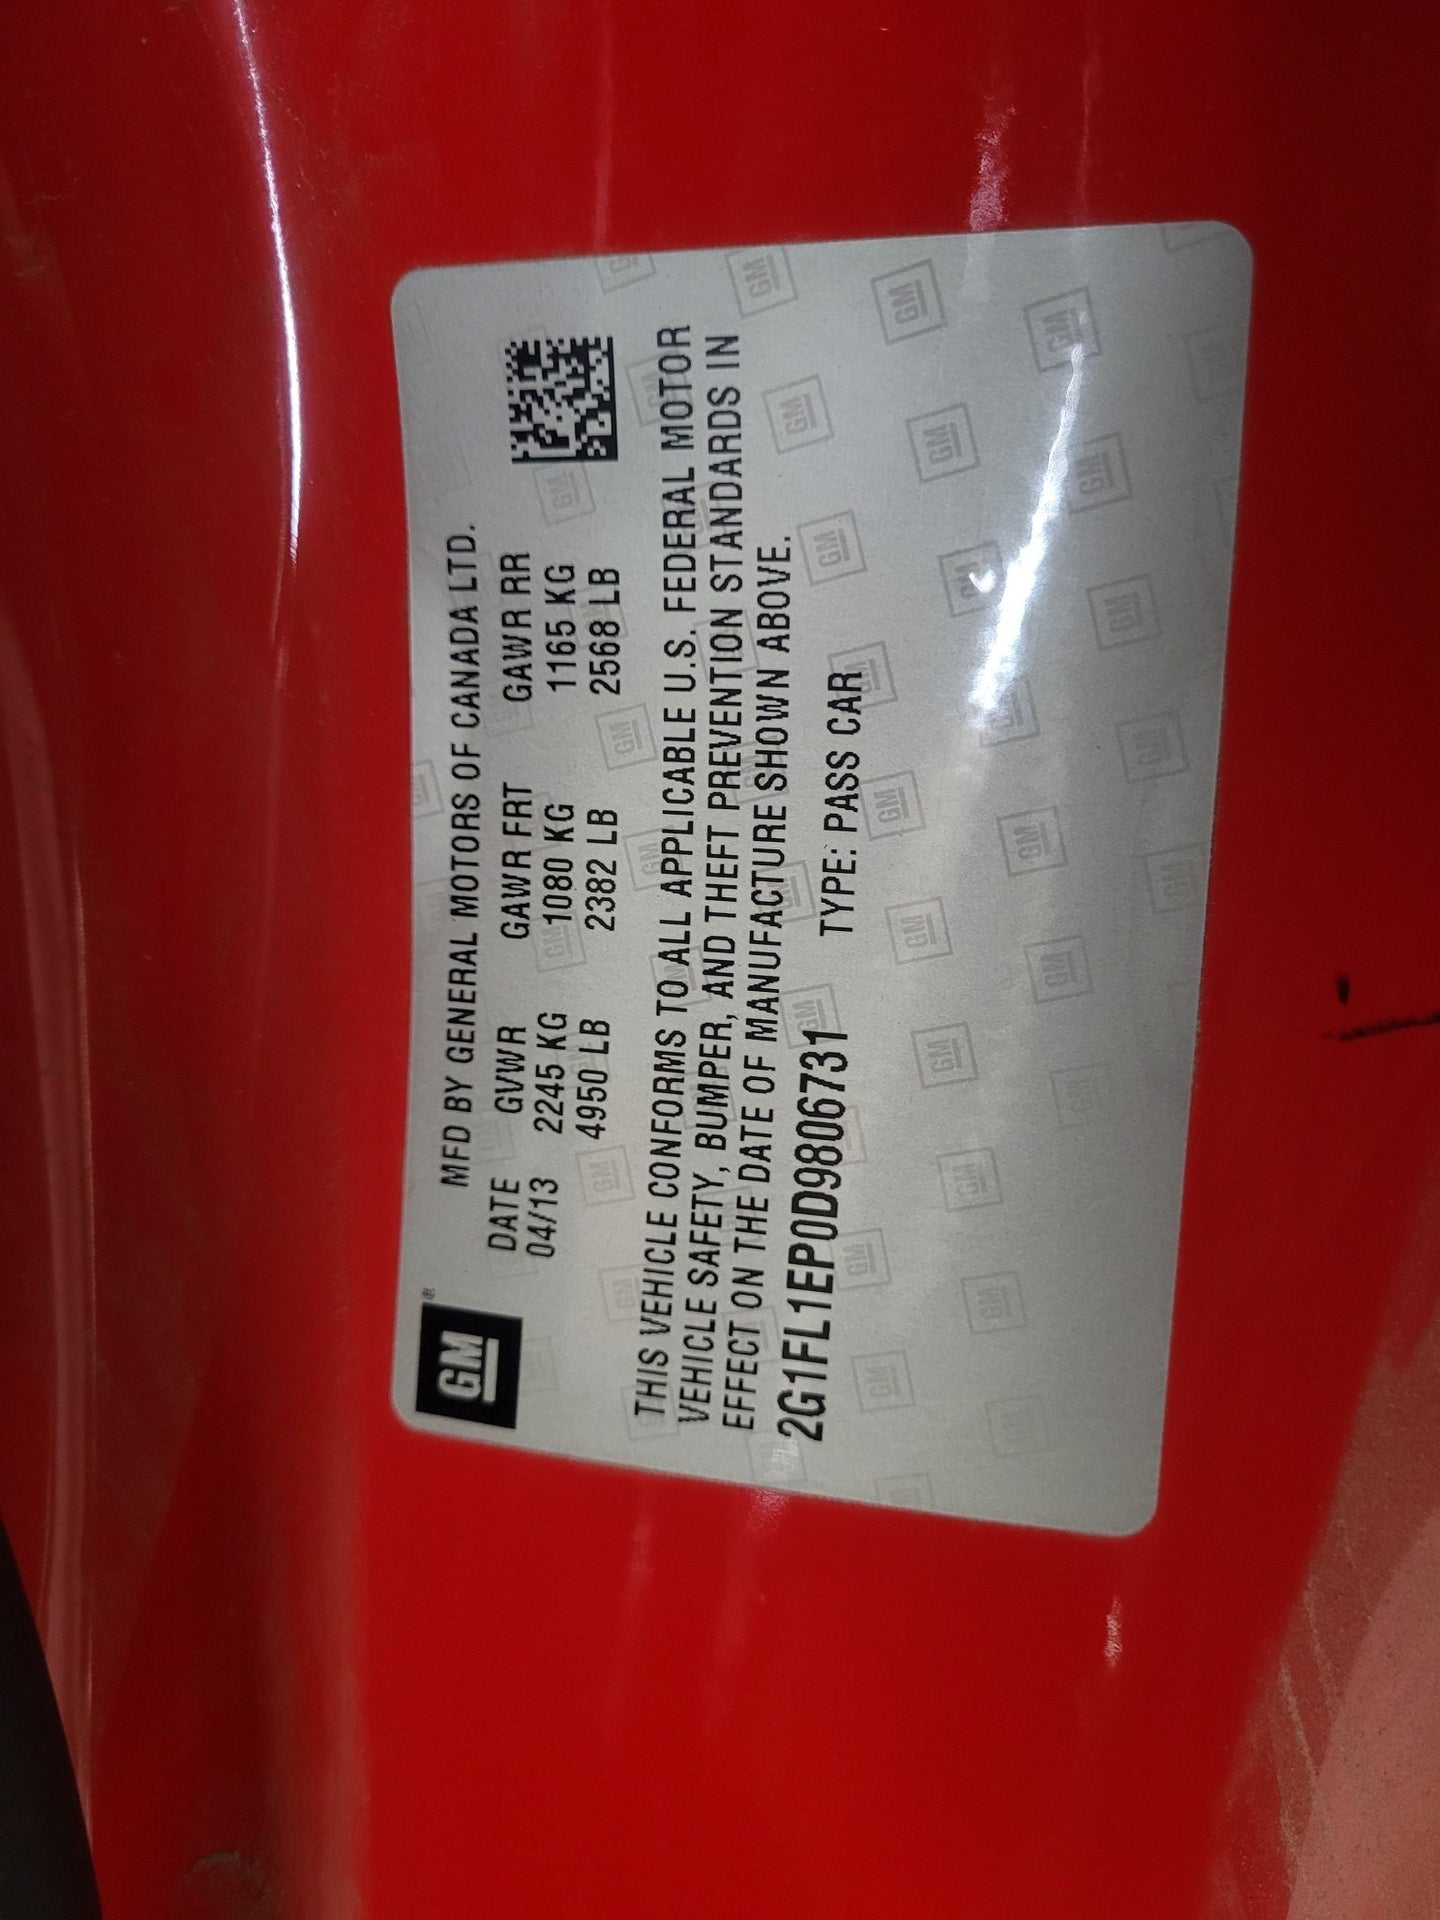 GM
MFD BY GENERAL MOTORS OF CANADA LTD.
DATE GVWR GAWR FRT GAWR RR
04/13 2245 KG 1080 KG 1165 KG
4950 LB 2382 LB 2568 LB
THIS VEHICLE CONFORMS TO ALL APPLICABLE U.S. FEDERAL MOTOR
VEHICLE SAFETY, BUMPER, AND THEFT PREVENTION STANDARDS IN
EFFECT ON THE DATE OF MANUFACTURE SHOWN ABOVE.
2G1FL1EP0D9806731 TYPE: PASS CAR